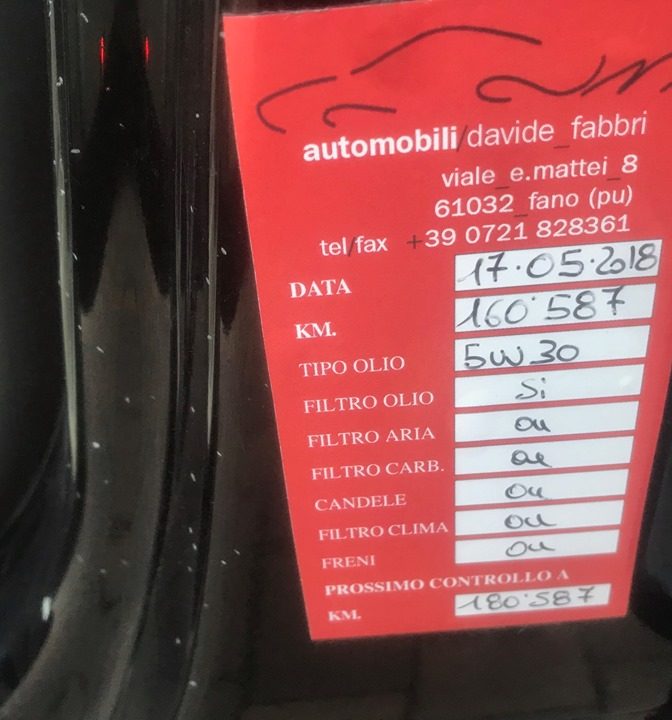 automobili/davide_fabbri
viale_e.mattei_8
61032_fano (pu)
tel/fax +39 0721 828361
DATA 17.05.2018
KM. 160'587
TIPO OLIO 5W30
FILTRO OLIO Si
FILTRO ARIA OK
FILTRO CARB. OK
CANDELE OK
FILTRO CLIMA OK
FRENI OK
PROSSIMO CONTROLLO A
KM. 180'587